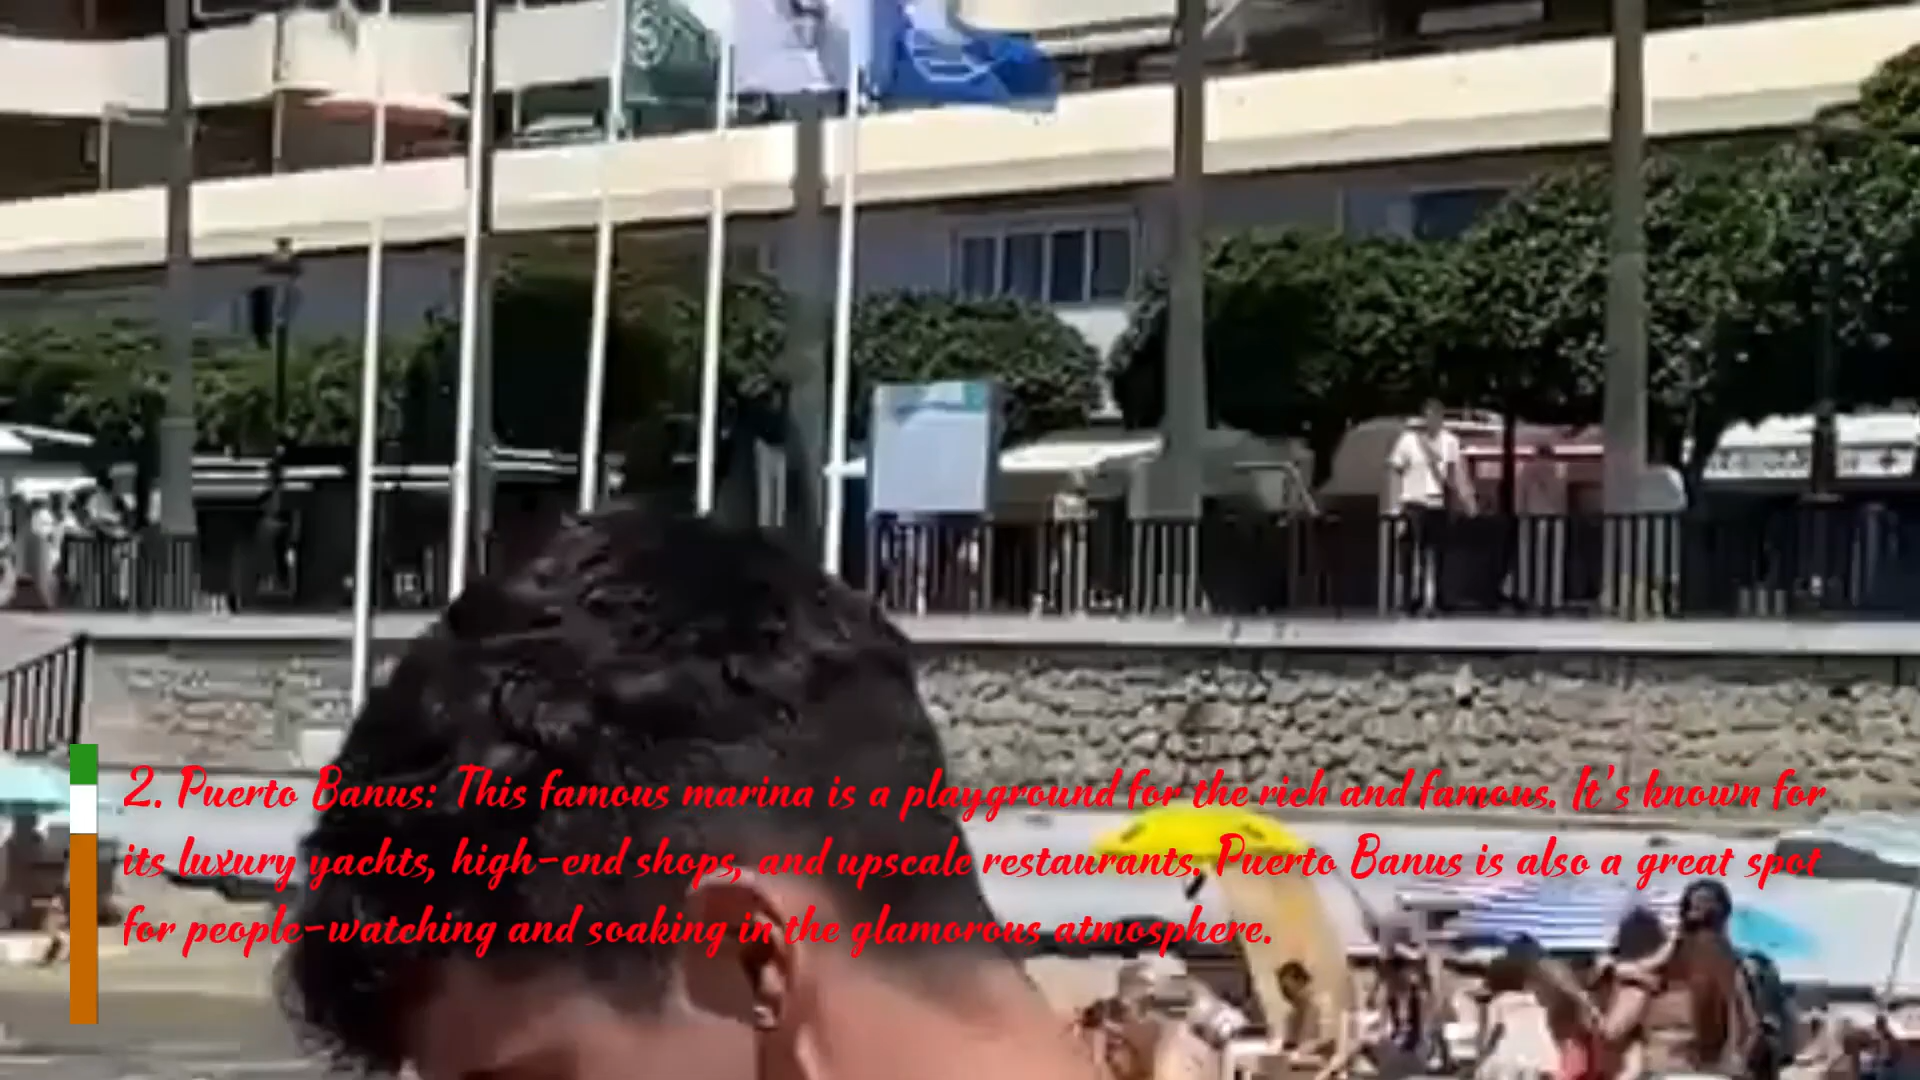 2. Puerto Banus: This famous marina is a playground for the rich and famous. It's known for
its luxury yachts, high-end shops, and upscale restaurants. Puerto Banus is also a great spot
for people-watching and soaking in the glamorous atmosphere.